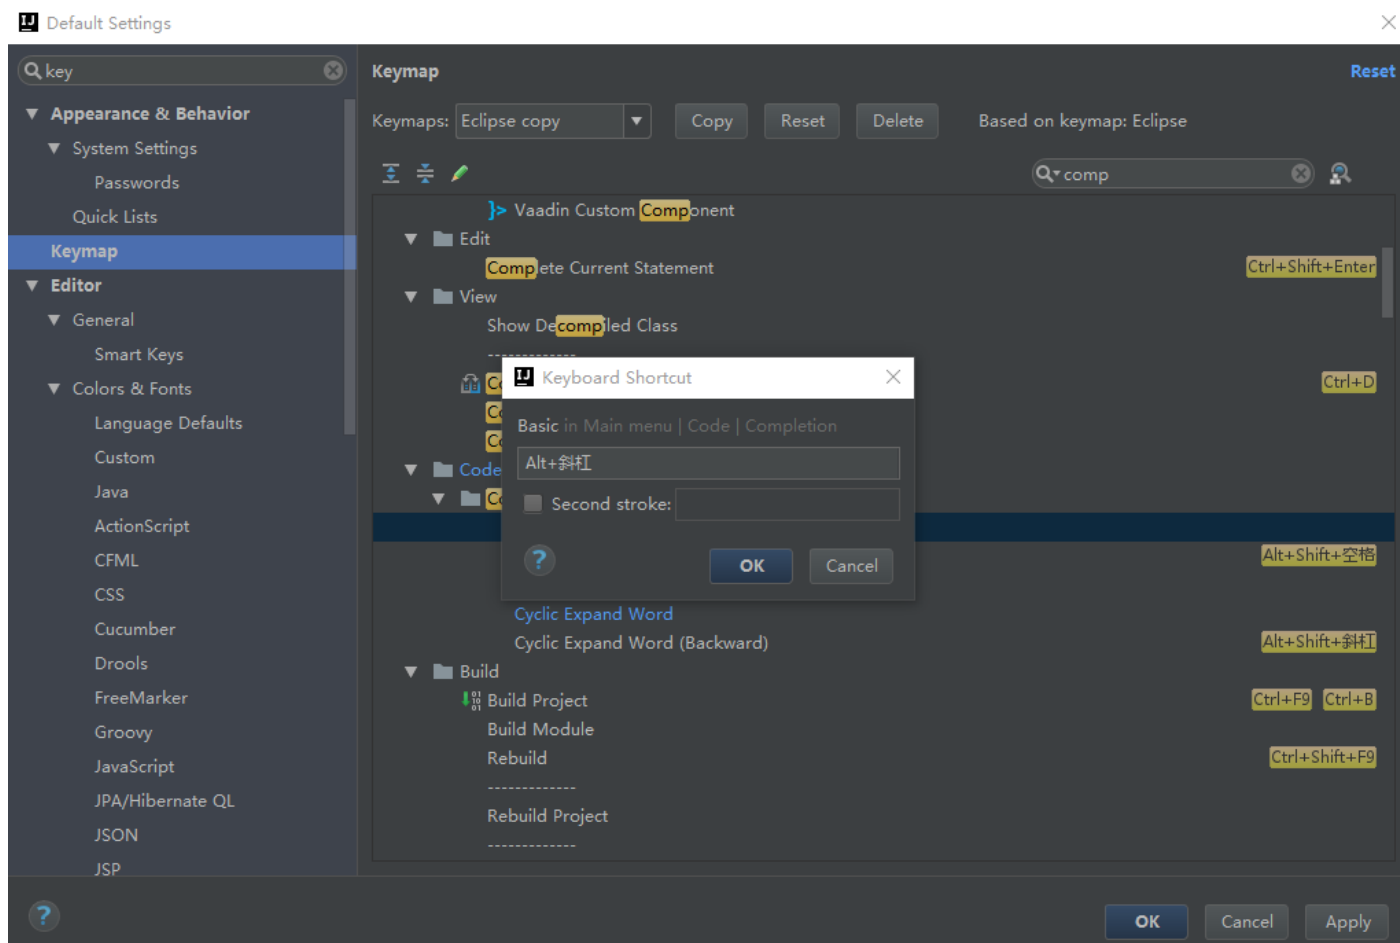 Default Settings
key
Appearance & Behavior
System Settings
Passwords
Quick Lists
Keymap
Editor
General
Smart Keys
Colors & Fonts
Language Defaults
Custom
Java
ActionScript
CFML
CSS
Cucumber
Drools
FreeMarker
Groovy
JavaScript
JPA/Hibernate QL
JSON
JSP
Keymap
Reset
Keymaps: Eclipse copy Copy Reset Delete Based on keymap: Eclipse
comp
Vaadin Custom Component
Edit
Complete Current Statement Ctrl+Shift+Enter
View
Show Decompiled Class
-------------
Ctrl+D
Code
Alt+Shift+空格
Cyclic Expand Word
Cyclic Expand Word (Backward) Alt+Shift+斜杠
Build
Build Project Ctrl+F9 Ctrl+B
Build Module
Rebuild Ctrl+Shift+F9
-------------
Rebuild Project
-------------
Keyboard Shortcut
Basic in Main menu | Code | Completion
Alt+斜杠
Second stroke:
? OK Cancel
? OK Cancel Apply